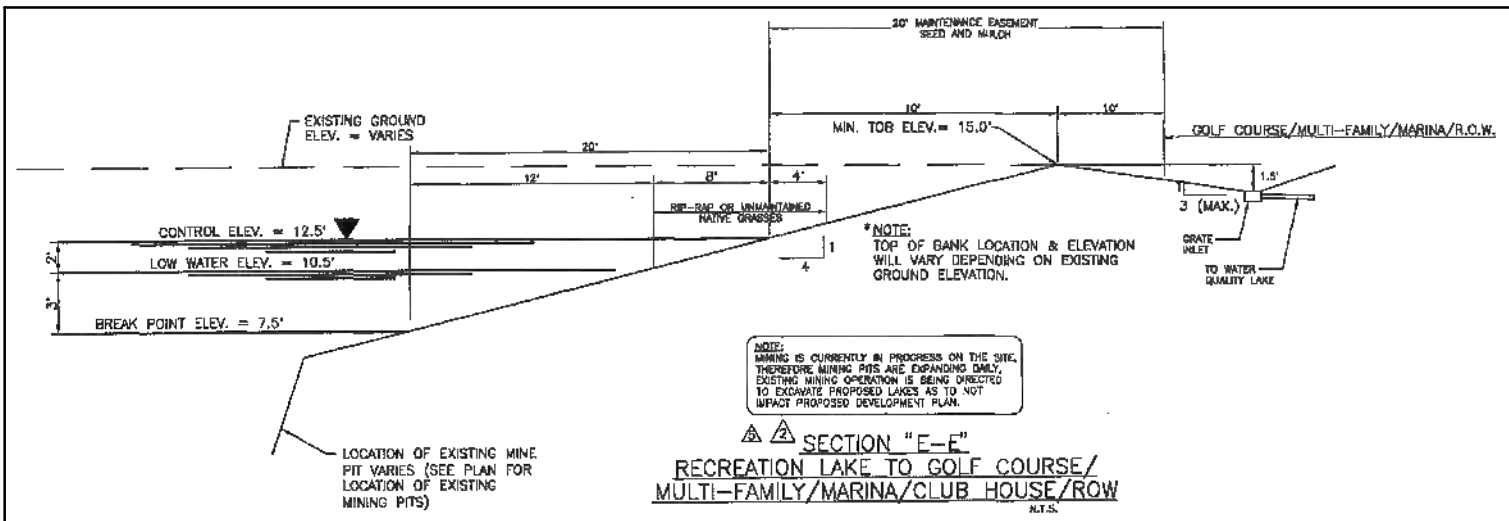 20' MAINTENANCE EASEMENT
SEED AND MULCH
10'
10'
MIN. TOB ELEV.= 15.0'
GOLF COURSE/MULTI-FAMILY/MARINA/R.O.W.
EXISTING GROUND
ELEV. = VARIES
20'
12'
8'
4'
1.5'
RIP-RAP OR UNMAINTAINED
NATIVE GRASSES
1
3 (MAX.)
GRATE
INLET
TO WATER
QUALITY LAKE
CONTROL ELEV. = 12.5'
2'
LOW WATER ELEV. = 10.5'
3'
BREAK POINT ELEV. = 7.5'
1
4
*NOTE:
TOP OF BANK LOCATION & ELEVATION
WILL VARY DEPENDING ON EXISTING
GROUND ELEVATION.
NOTE:
MINING IS CURRENTLY IN PROGRESS ON THE SITE,
THEREFORE MINING PITS ARE EXPANDING DAILY,
EXISTING MINING OPERATION IS BEING DIRECTED
TO EXCAVATE PROPOSED LAKES AS TO NOT
IMPACT PROPOSED DEVELOPMENT PLAN.
LOCATION OF EXISTING MINE
PIT VARIES (SEE PLAN FOR
LOCATION OF EXISTING
MINING PITS)
5 2 SECTION "E-E"
RECREATION LAKE TO GOLF COURSE/
MULTI-FAMILY/MARINA/CLUB HOUSE/ROW
N.T.S.